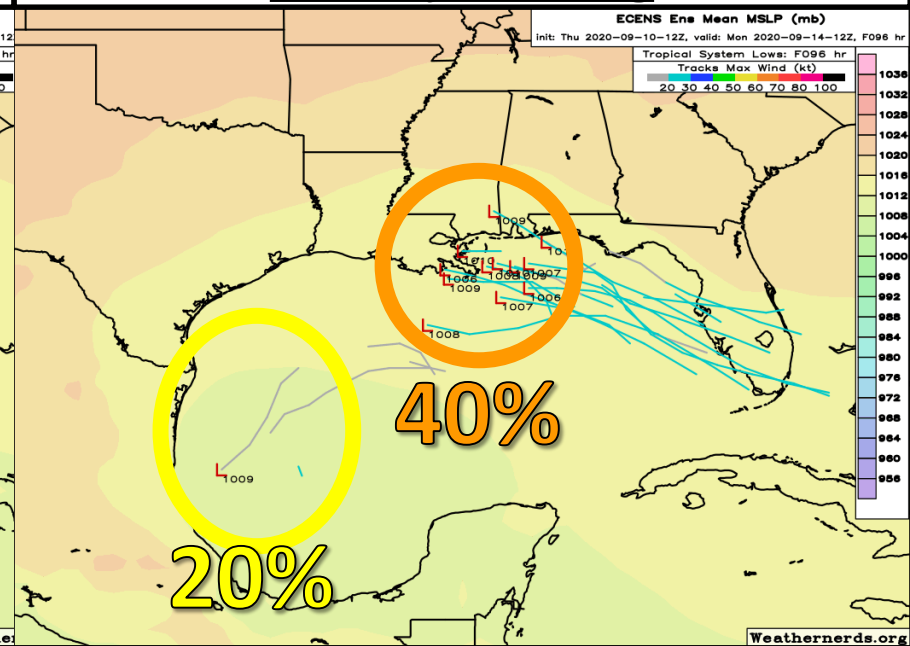 ECENS Ens Mean MSLP (mb)
init: Thu 2020-09-10-12Z, valid: Mon 2020-09-14-12Z, F096 hr
Tropical System Lows: F096 hr
Tracks Max Wind (kt)
20 30 40 50 60 70 80 100
1036
1032
1028
1024
1020
1016
1012
1008
1004
1000
996
992
988
984
980
976
972
968
964
960
956
L 1009
L
L
L 1006
L 1009
L
L
L
L 1007
L 1006
L 1007
L 1008
40%
L 1009
20%
Weathernerds.org